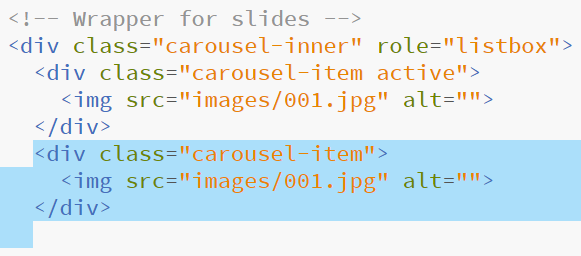 <!-- Wrapper for slides -->
<div class="carousel-inner" role="listbox">
<div class="carousel-item active">
<img src="images/001.jpg" alt="">
</div>
<div class="carousel-item">
<img src="images/001.jpg" alt="">
</div>